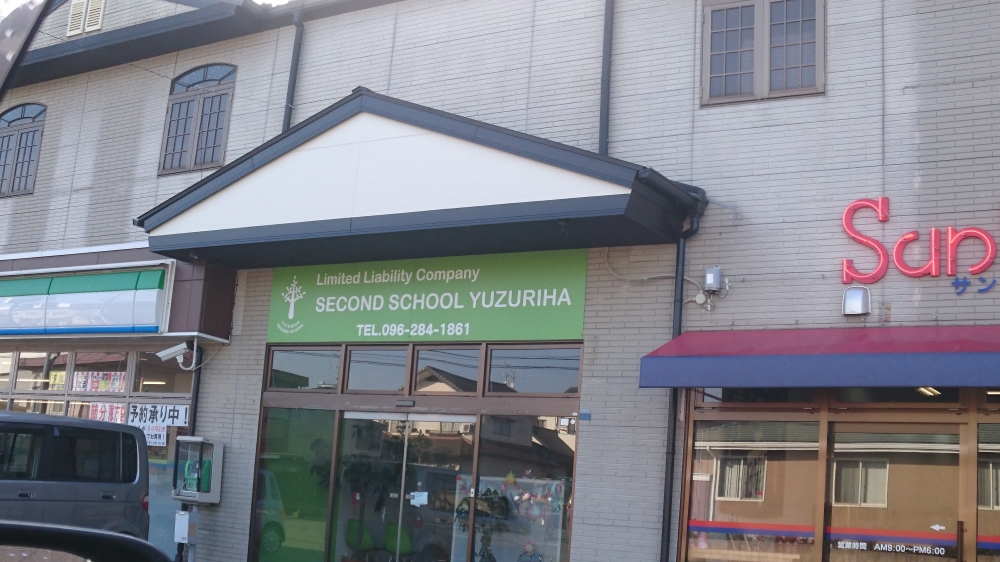 Limited Liability Company
SECOND SCHOOL YUZURIHA
TEL.096-284-1861
San
サン
予約承り中!
営業時間 AM9:00~PM6:00